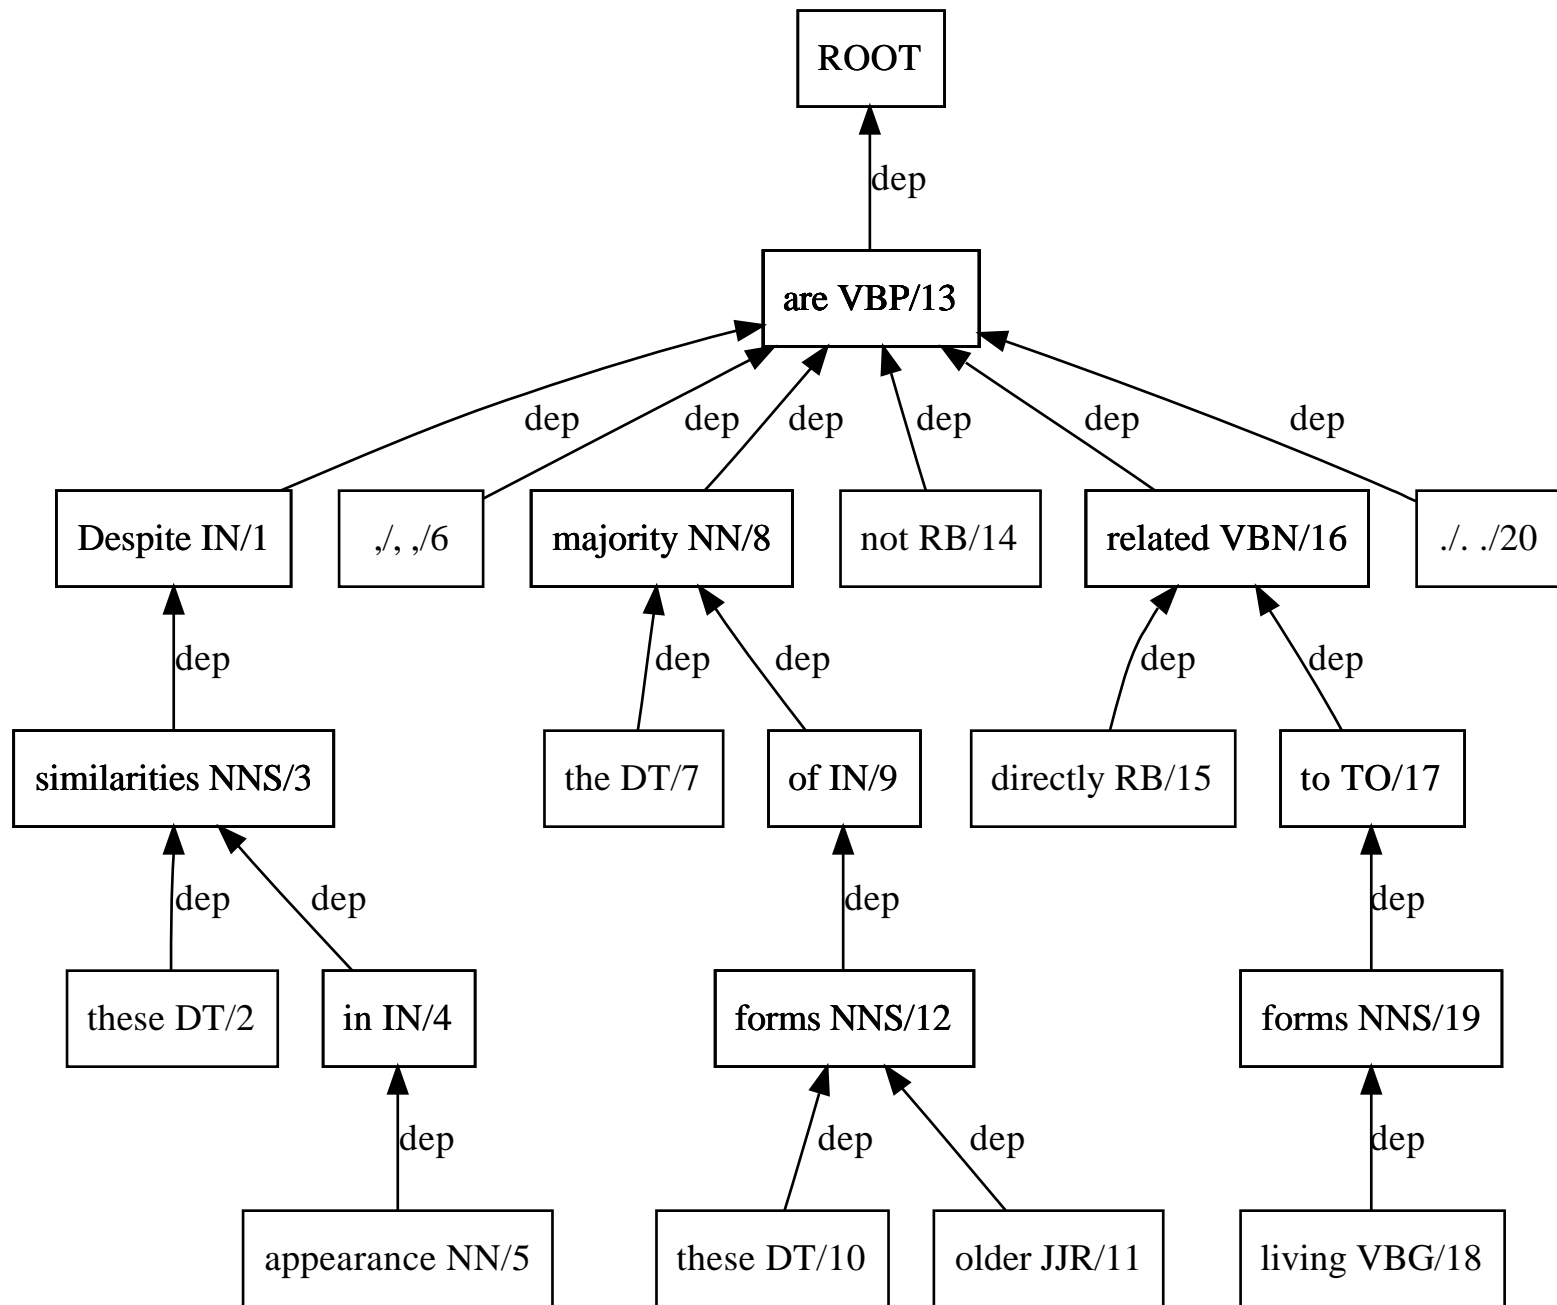 ROOT
dep
are VBP/13
dep dep dep dep dep dep
Despite IN/1 ,/, ,/6 majority NN/8 not RB/14 related VBN/16 ./. ./20
dep dep dep dep dep
similarities NNS/3 the DT/7 of IN/9 directly RB/15 to TO/17
dep dep dep dep
these DT/2 in IN/4 forms NNS/12 forms NNS/19
dep dep dep dep
appearance NN/5 these DT/10 older JJR/11 living VBG/18